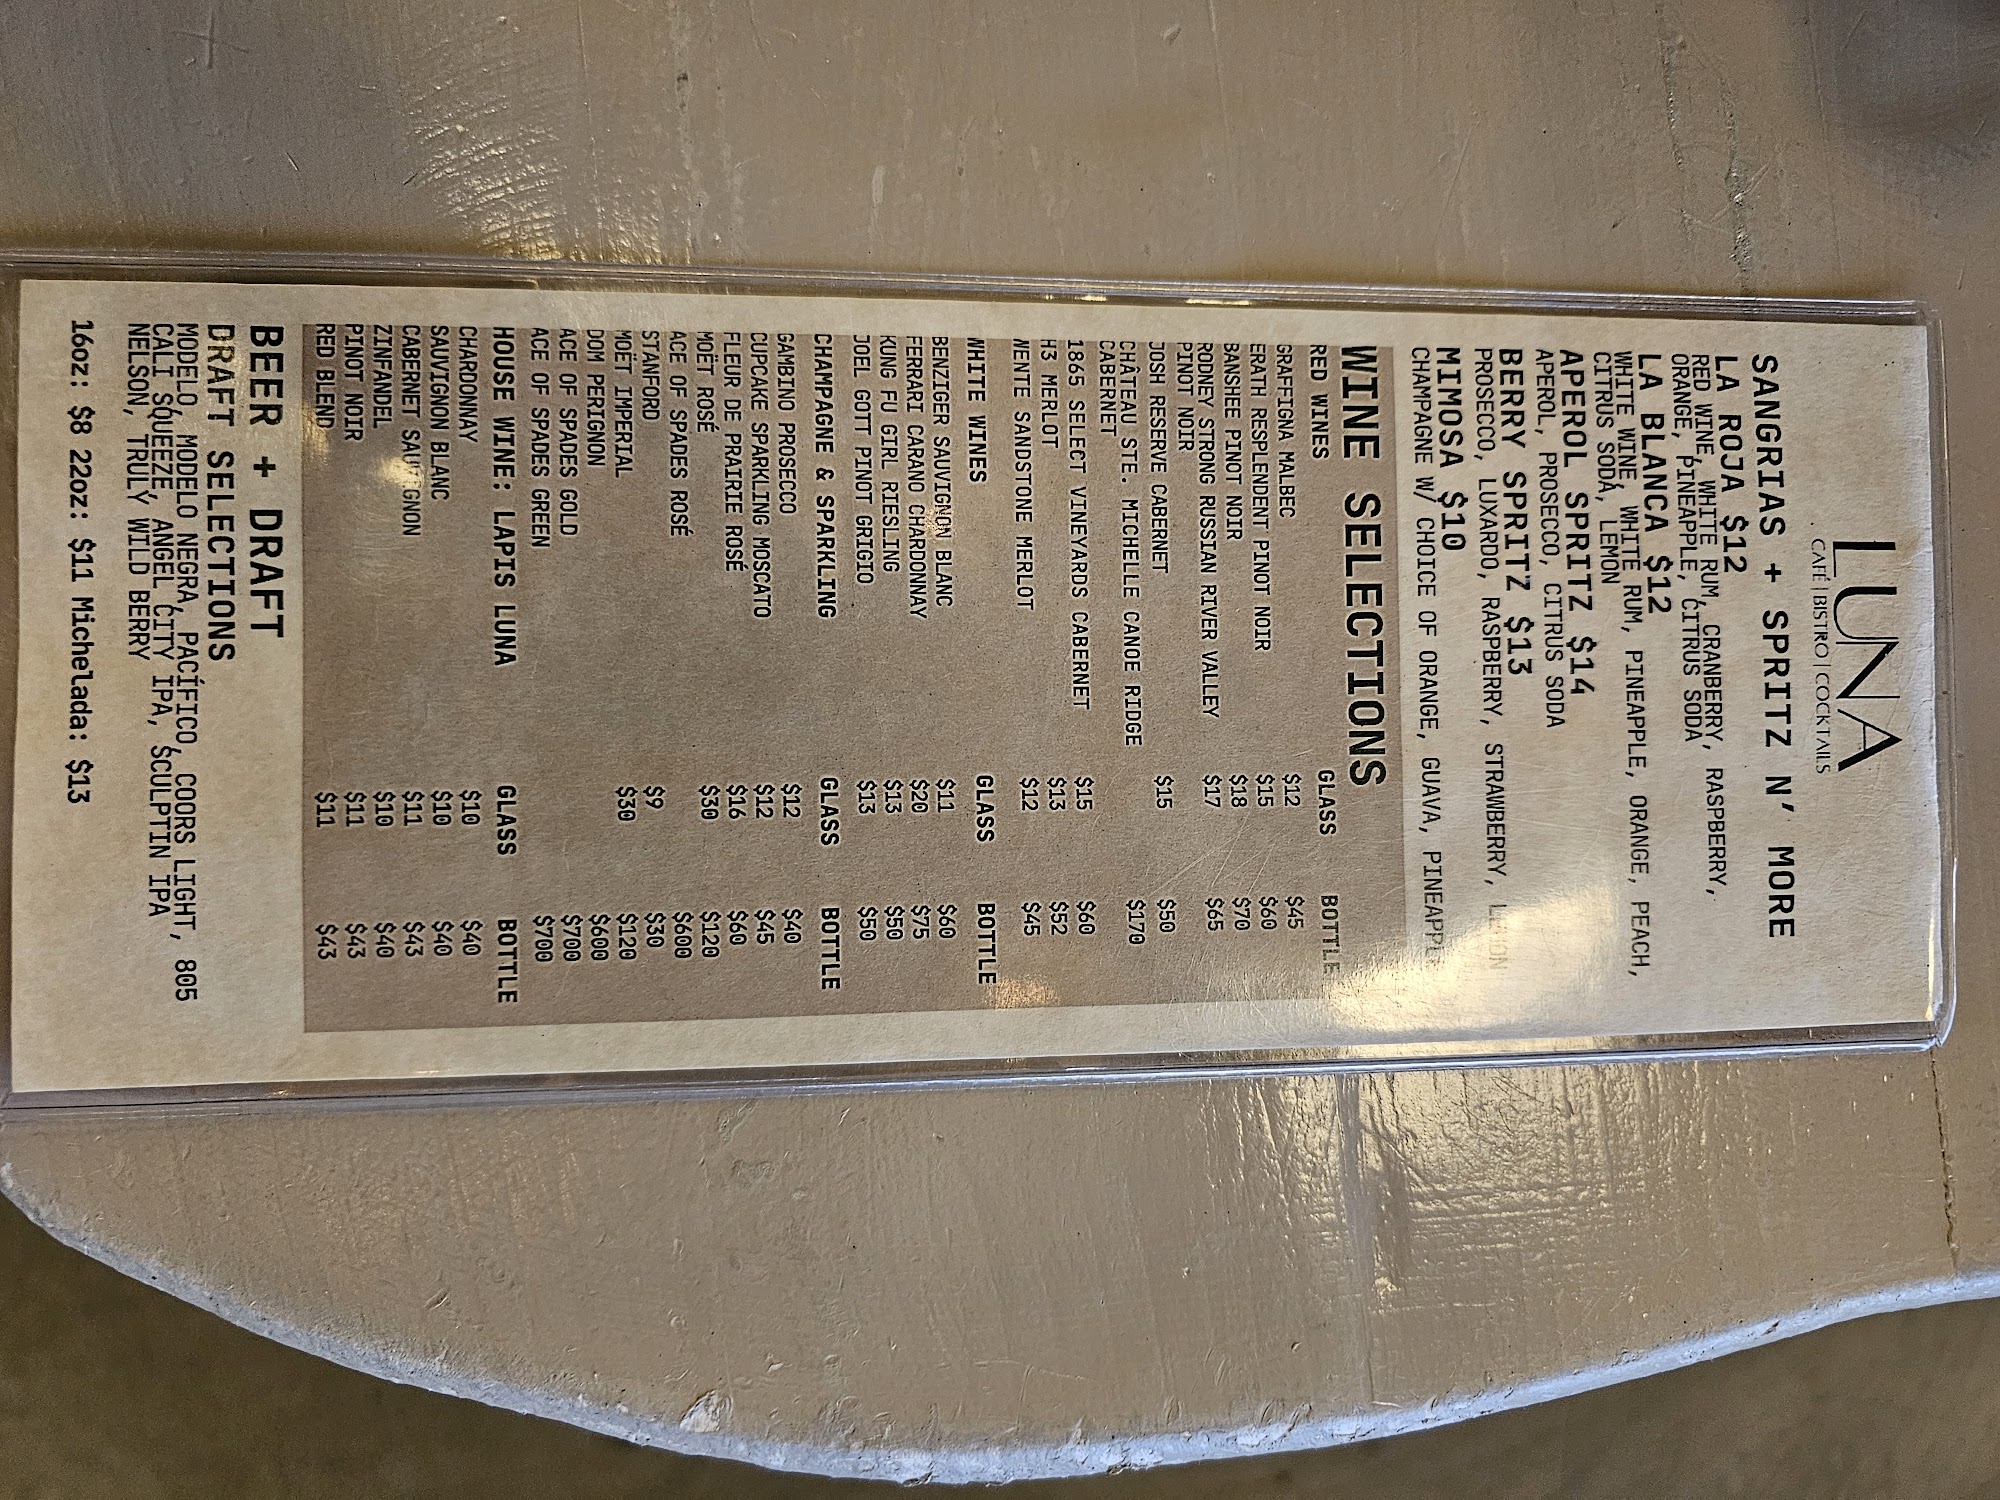 LUNA
CAFÉ | BISTRO | COCKTAILS
SANGRIAS + SPRITZ N' MORE
LA ROJA $12
RED WINE, WHITE RUM, CRANBERRY, RASPBERRY,
ORANGE, PINEAPPLE, CITRUS SODA
LA BLANCA $12
WHITE WINE, WHITE RUM, PINEAPPLE, ORANGE, PEACH,
CITRUS SODA, LEMON
APEROL SPRITZ $14
APEROL, PROSECCO, CITRUS SODA
BERRY SPRITZ $13
PROSECCO, LUXARDO, RASPBERRY, STRAWBERRY, LEMON
MIMOSA $10
CHAMPAGNE W/ CHOICE OF ORANGE, GUAVA, PINEAPPLE
WINE SELECTIONS
RED WINES GLASS BOTTLE
GRAFFIGNA MALBEC $12 $45
ERATH RESPLENDENT PINOT NOIR $15 $60
BANSHEE PINOT NOIR $18 $70
RODNEY STRONG RUSSIAN RIVER VALLEY $17 $65
PINOT NOIR
JOSH RESERVE CABERNET $15 $50
CHÂTEAU STE. MICHELLE CANOE RIDGE $170
CABERNET
1865 SELECT VINEYARDS CABERNET $15 $60
H3 MERLOT $13 $52
WENTE SANDSTONE MERLOT $12 $45
WHITE WINES GLASS BOTTLE
BENZIGER SAUVIGNON BLANC $11 $60
FERRARI CARANO CHARDONNAY $20 $75
KUNG FU GIRL RIESLING $13 $50
JOEL GOTT PINOT GRIGIO $13 $50
CHAMPAGNE & SPARKLING GLASS BOTTLE
GAMBINO PROSECCO $12 $40
CUPCAKE SPARKLING MOSCATO $12 $45
FLEUR DE PRAIRIE ROSÉ $16 $60
MOËT ROSÉ $30 $120
ACE OF SPADES ROSÉ $600
STANFORD $9 $30
MOËT IMPERIAL $30 $120
DOM PERIGNON $600
ACE OF SPADES GOLD $700
ACE OF SPADES GREEN $700
HOUSE WINE: LAPIS LUNA GLASS BOTTLE
CHARDONNAY $10 $40
SAUVIGNON BLANC $10 $40
CABERNET SAUVIGNON $11 $43
ZINFANDEL $10 $40
PINOT NOIR $11 $43
RED BLEND $11 $43
BEER + DRAFT
DRAFT SELECTIONS
MODELO, MODELO NEGRA, PACÍFICO, COORS LIGHT, 805
CALI SQUEEZE, ANGEL CITY IPA, SCULPTIN IPA
NELSON, TRULY WILD BERRY
16oz: $8 22oz: $11 Michelada: $13